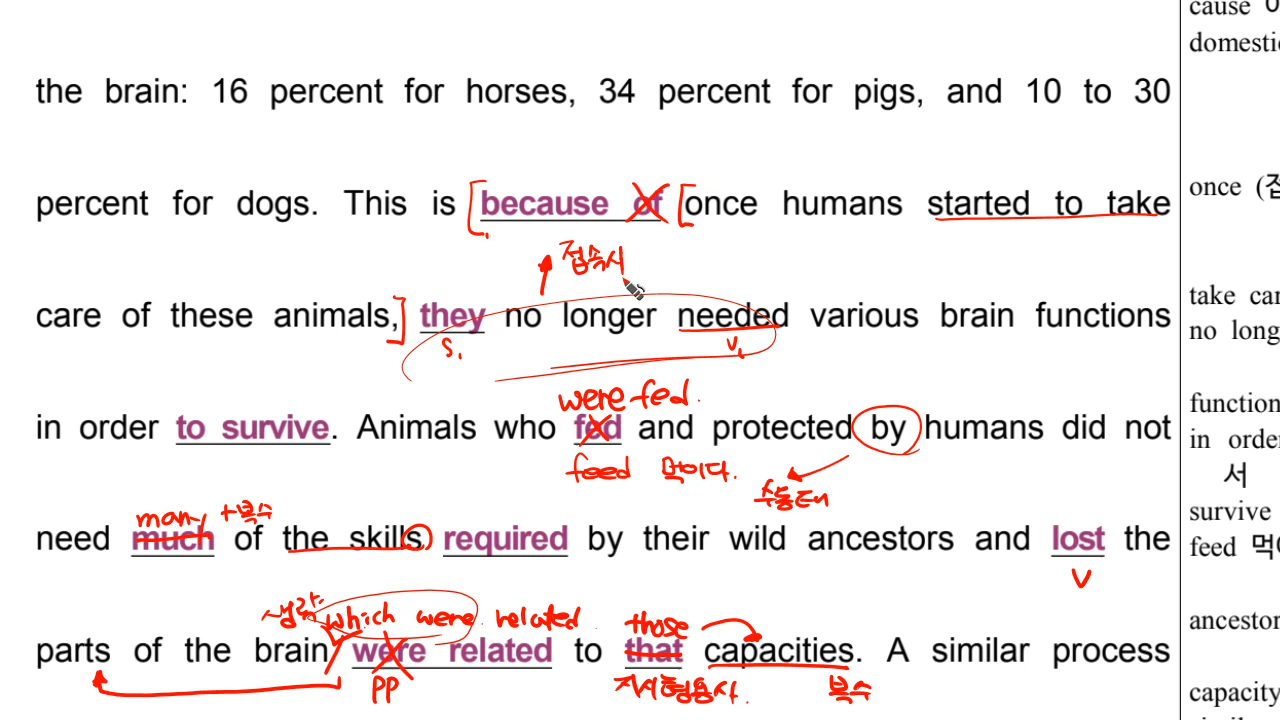 cause
domesti
the brain: 16 percent for horses, 34 percent for pigs, and 10 to 30
percent for dogs. This is because of once humans started to take
once (접
접속사
take car
care of these animals, they no longer needed various brain functions
no long
S₁ V₁
were fed.
function
in order to survive. Animals who fed and protected by humans did not
in orde
feed 먹이다.
서
수동태
many +복수
survive
need much of the skills required by their wild ancestors and lost the
feed 먹이
V
생략 which were related those
ancestor
parts of the brain were related to that capacities. A similar process
pp 지시형용사 복수
capacity